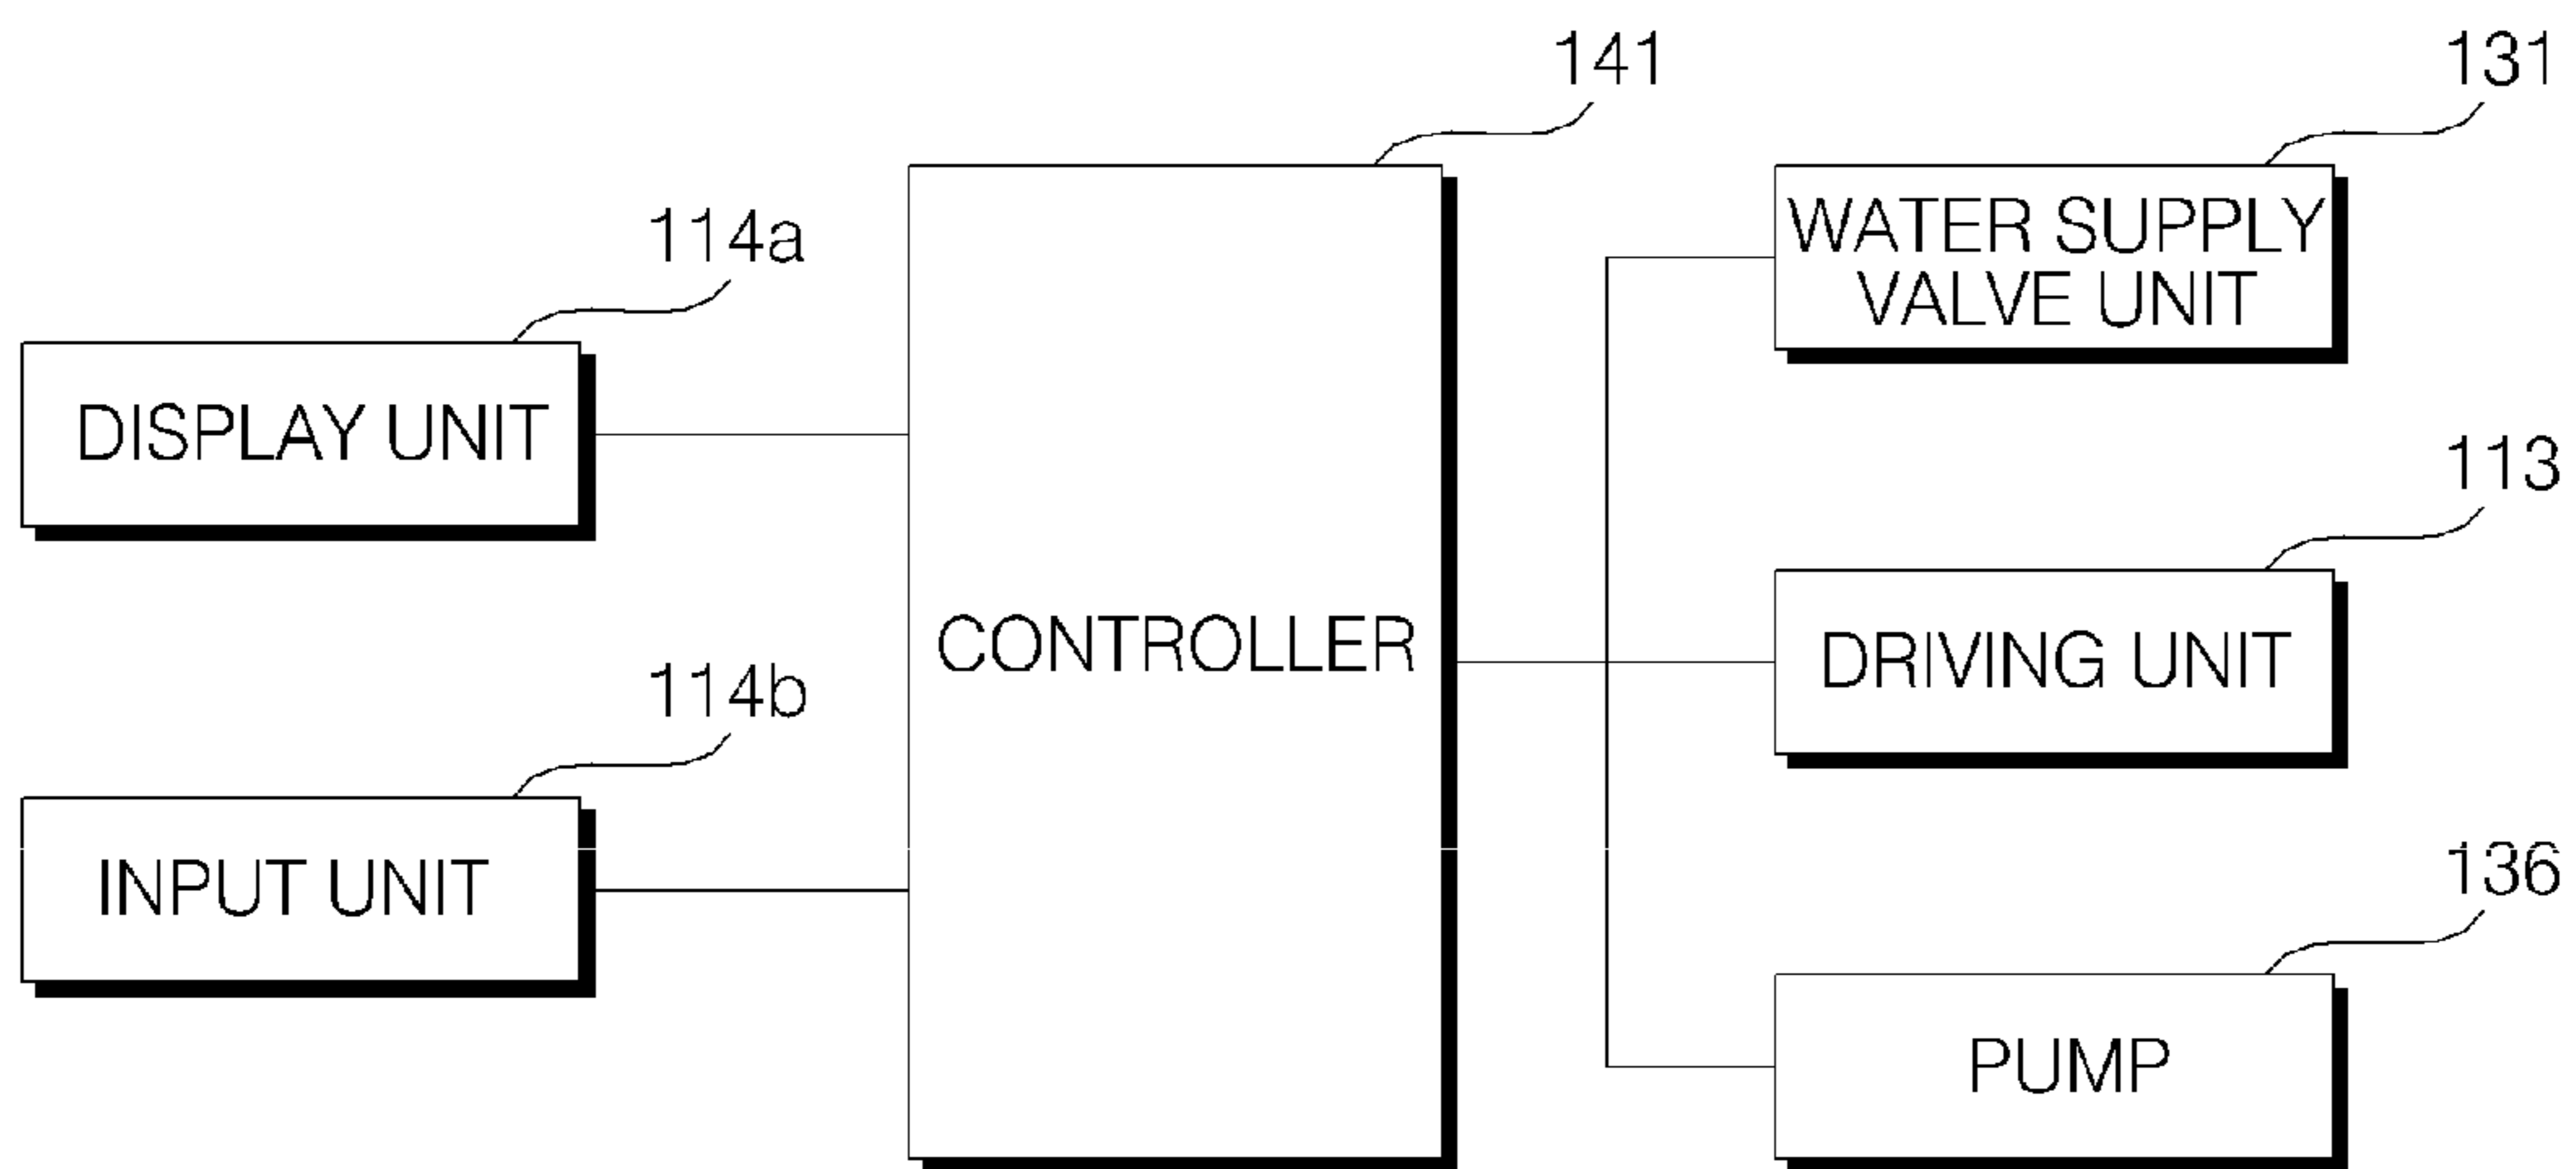 141
131
114a
WATER SUPPLY
VALVE UNIT
DISPLAY UNIT
113
CONTROLLER
DRIVING UNIT
114b
136
INPUT UNIT
PUMP